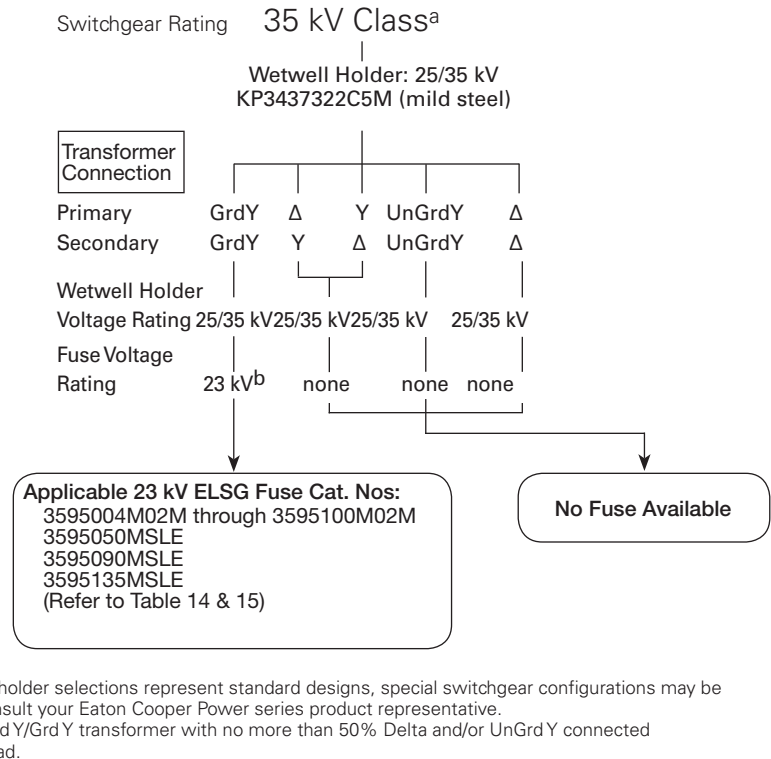 Switchgear Rating 35 kV Classa
Wetwell Holder: 25/35 kV
KP3437322C5M (mild steel)
Transformer
Connection
Primary GrdY Δ Y UnGrdY Δ
Secondary GrdY Y Δ UnGrdY Δ
Wetwell Holder
Voltage Rating 25/35 kV 25/35 kV 25/35 kV 25/35 kV
Fuse Voltage
Rating 23 kVb none none none
Applicable 23 kV ELSG Fuse Cat. Nos:
3595004M02M through 3595100M02M
3595050MSLE
3595090MSLE
3595135MSLE
(Refer to Table 14 & 15)
No Fuse Available
holder selections represent standard designs, special switchgear configurations may be
your Eaton Cooper Power series product representative.
Y/Grd Y transformer with no more than 50% Delta and/or UnGrd Y connected